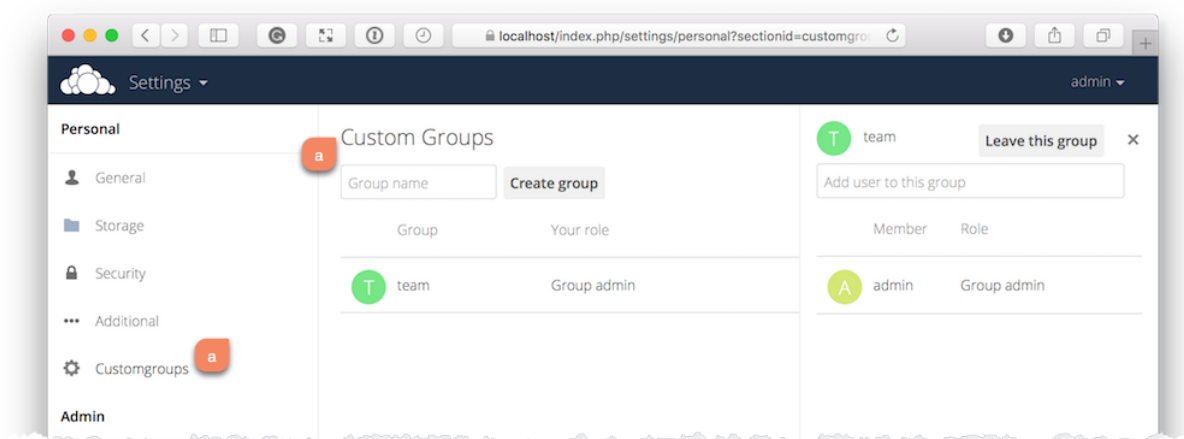 localhost/index.php/settings/personal?sectionid=customgro
Settings
admin
Personal
General
Storage
Security
Additional
Customgroups
a
Admin
a
Custom Groups
Group name
Create group
Group Your role
T team Group admin
T team Leave this group ×
Add user to this group
Member Role
A admin Group admin